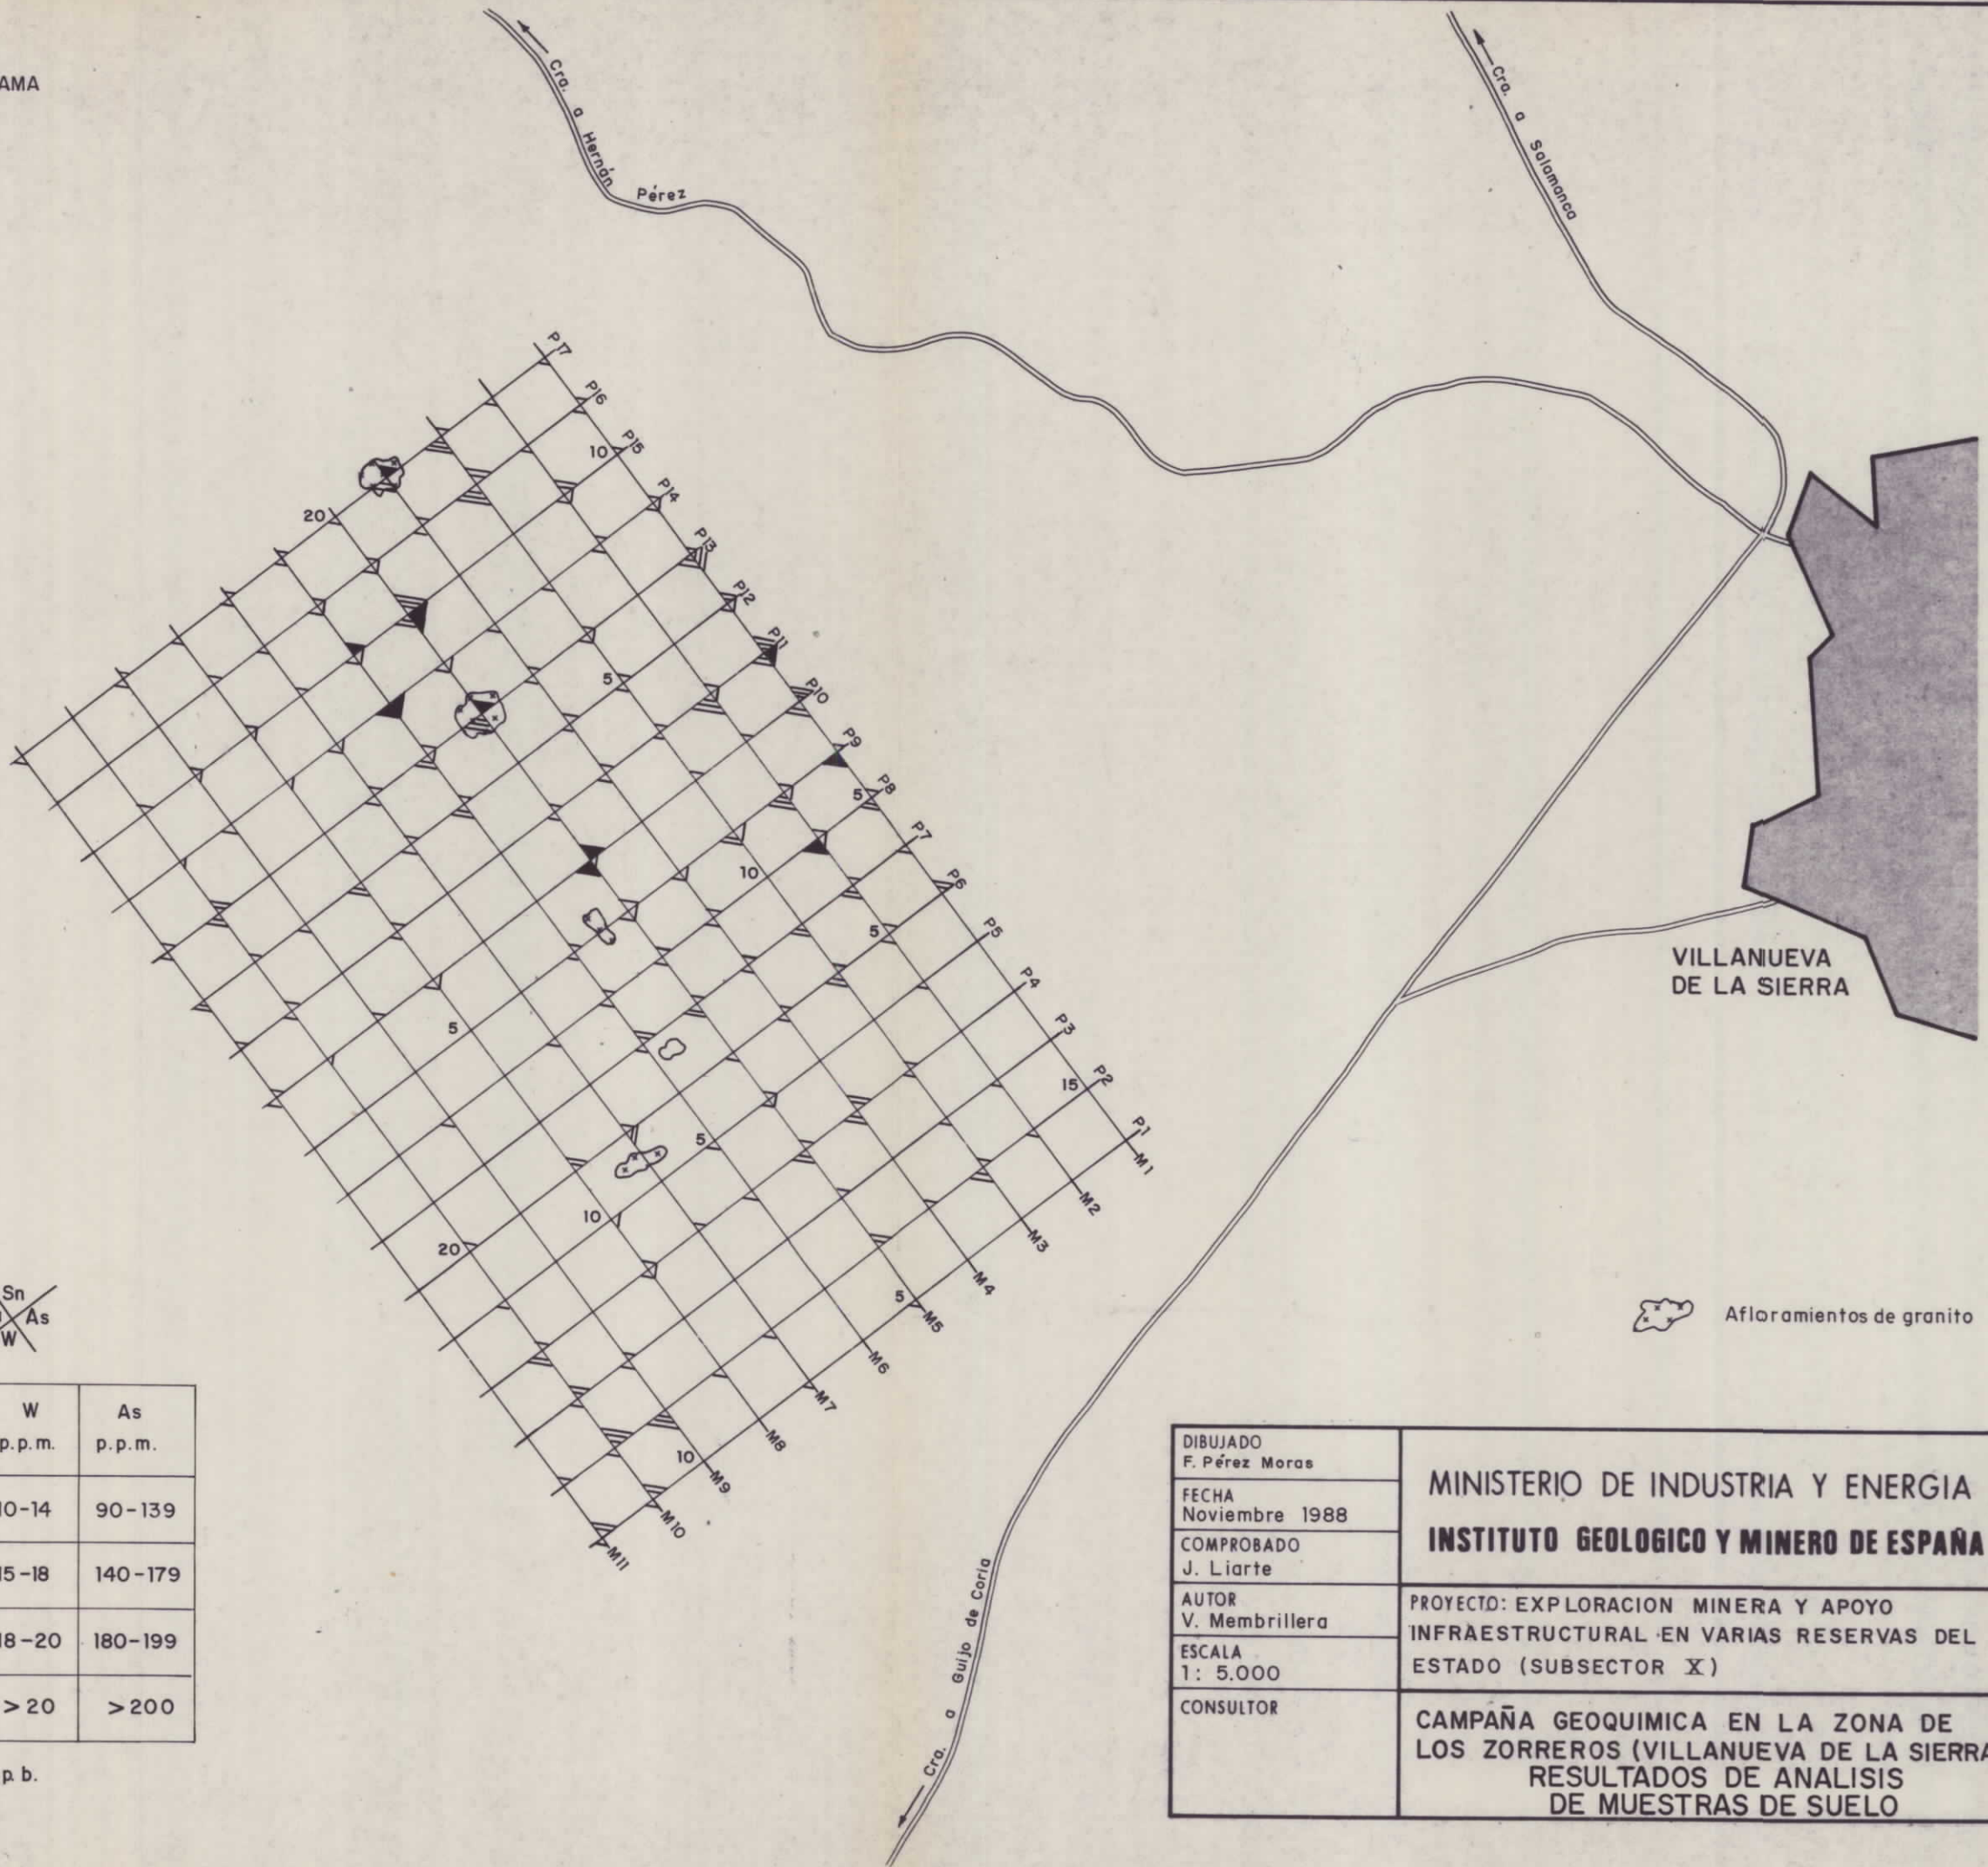 AMA
Cra. a Hernán Pérez
Cra. a Salamanca
P17
P16
P15
P14
P13
P12
P11
P10
P9
P8
P7
P6
P5
P4
P3
P2
P1
10
20
5
5
10
5
5
15
5
10
20
5
10
M1
M2
M3
M4
M5
M6
M7
M8
M9
M10
M11
VILLANUEVA
DE LA SIERRA
Cra. a Guijo de Coria
Afloramientos de granito
Sn
As
W
W As
p.p.m. p.p.m.
10-14 90-139
15-18 140-179
18-20 180-199
>20 >200
p.b.
DIBUJADO
F. Pérez Moras
FECHA
Noviembre 1988
COMPROBADO
J. Liarte
AUTOR
V. Membrillera
ESCALA
1: 5.000
CONSULTOR
MINISTERIO DE INDUSTRIA Y ENERGIA
INSTITUTO GEOLOGICO Y MINERO DE ESPAÑA
PROYECTO: EXPLORACION MINERA Y APOYO
INFRAESTRUCTURAL EN VARIAS RESERVAS DEL
ESTADO (SUBSECTOR X)
CAMPAÑA GEOQUIMICA EN LA ZONA DE
LOS ZORREROS (VILLANUEVA DE LA SIERRA
RESULTADOS DE ANALISIS
DE MUESTRAS DE SUELO